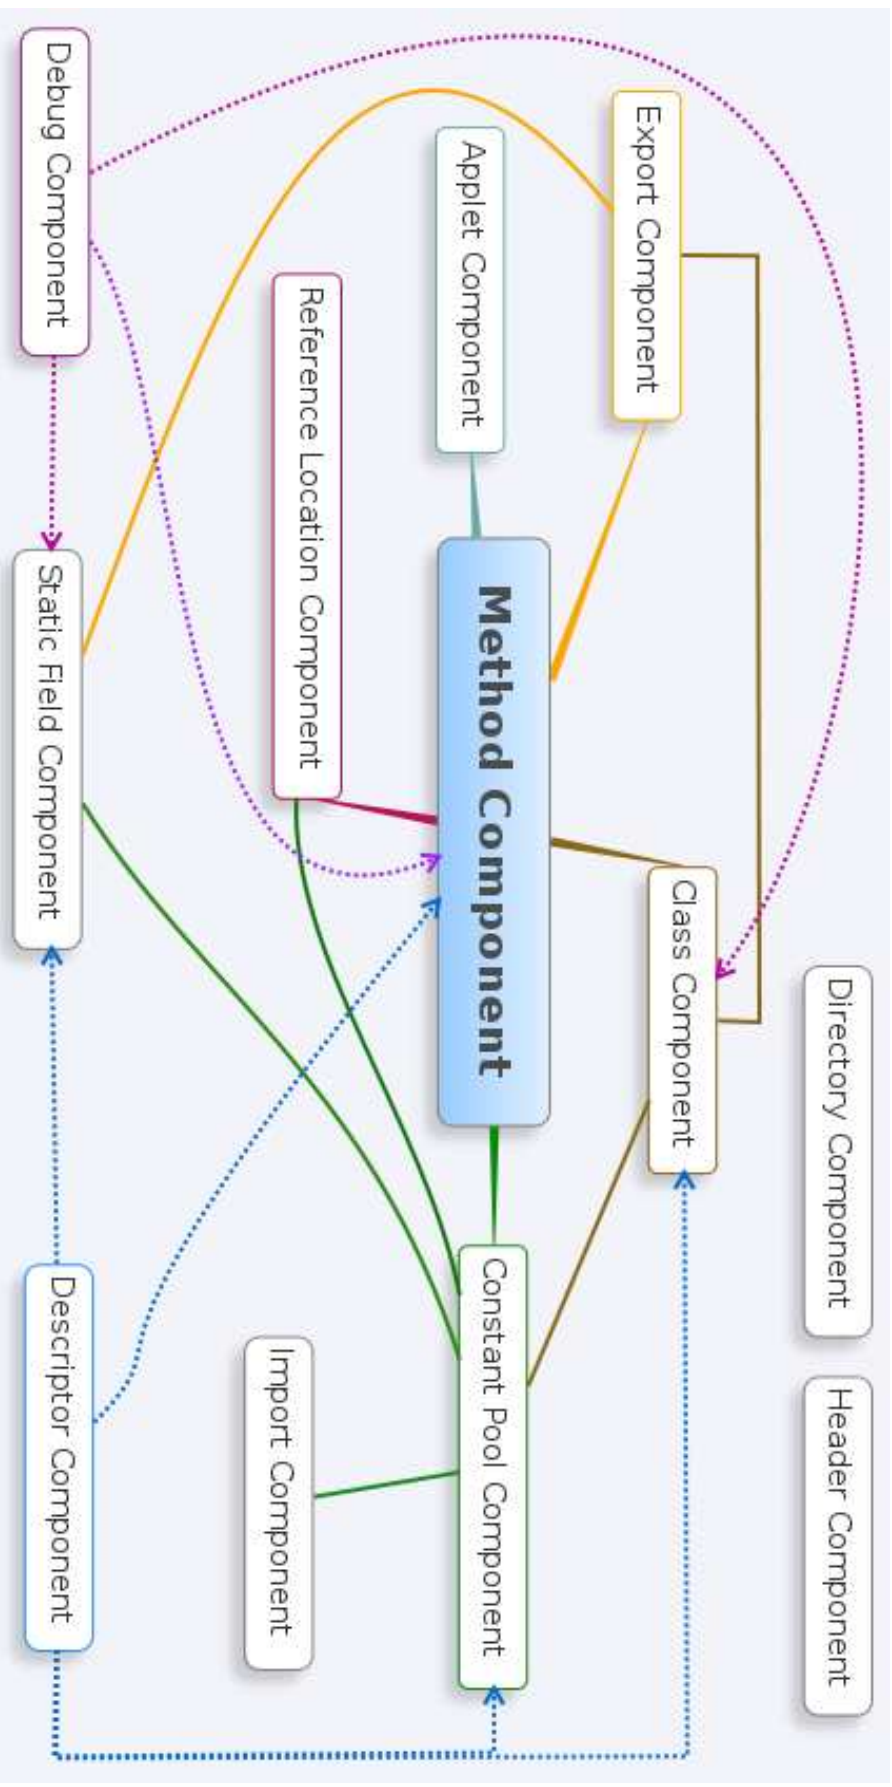 Directory Component
Header Component
Export Component
Class Component
Applet Component
Method Component
Constant Pool Component
Reference Location Component
Import Component
Debug Component
Static Field Component
Descriptor Component